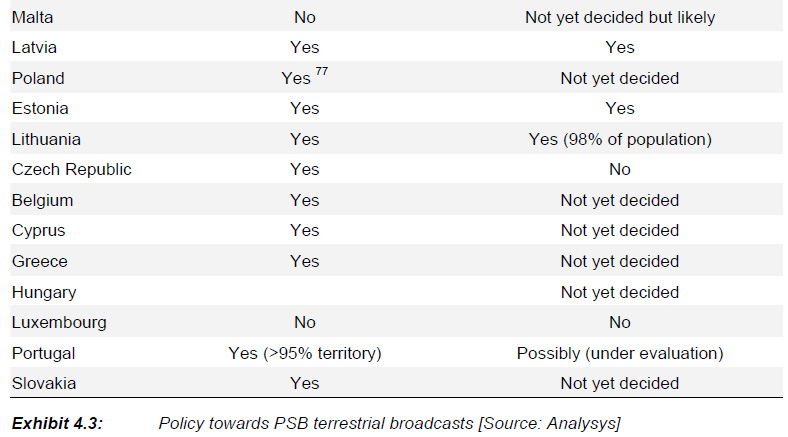 Malta No Not yet decided but likely
Latvia Yes Yes
Poland Yes 77 Not yet decided
Estonia Yes Yes
Lithuania Yes Yes (98% of population)
Czech Republic Yes No
Belgium Yes Not yet decided
Cyprus Yes Not yet decided
Greece Yes Not yet decided
Hungary Not yet decided
Luxembourg No No
Portugal Yes (>95% territory) Possibly (under evaluation)
Slovakia Yes Not yet decided
Exhibit 4.3: Policy towards PSB terrestrial broadcasts [Source: Analysys]